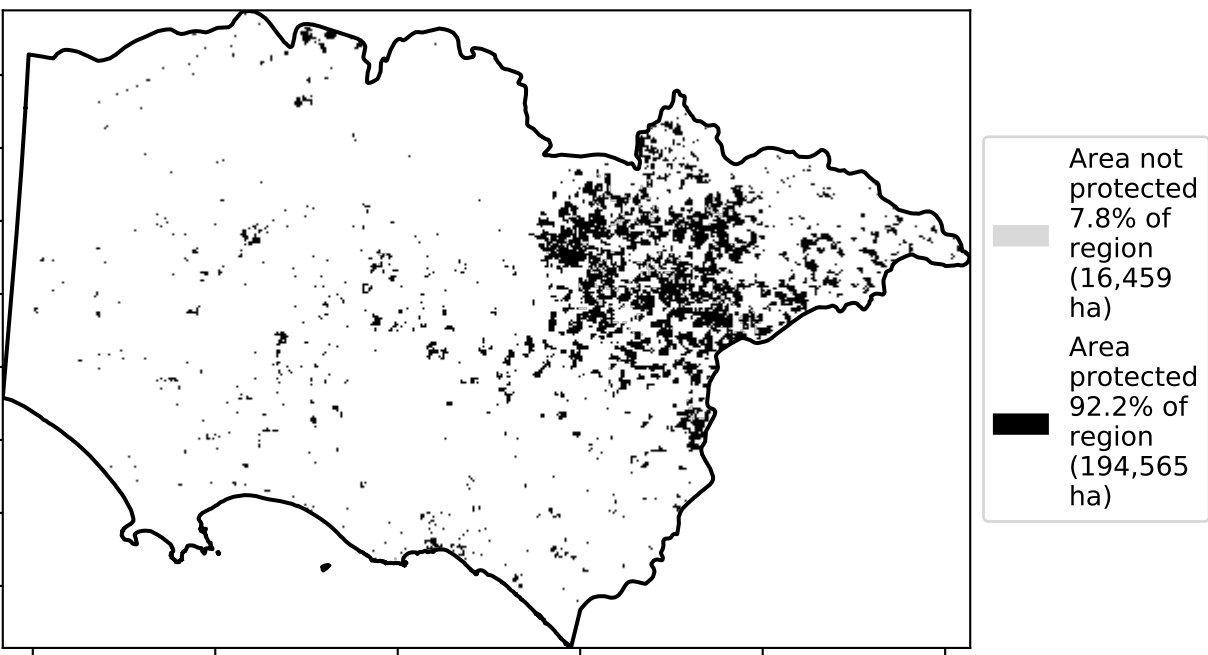 Area not
protected
7.8% of
region
(16,459
ha)
Area
protected
92.2% of
region
(194,565
ha)